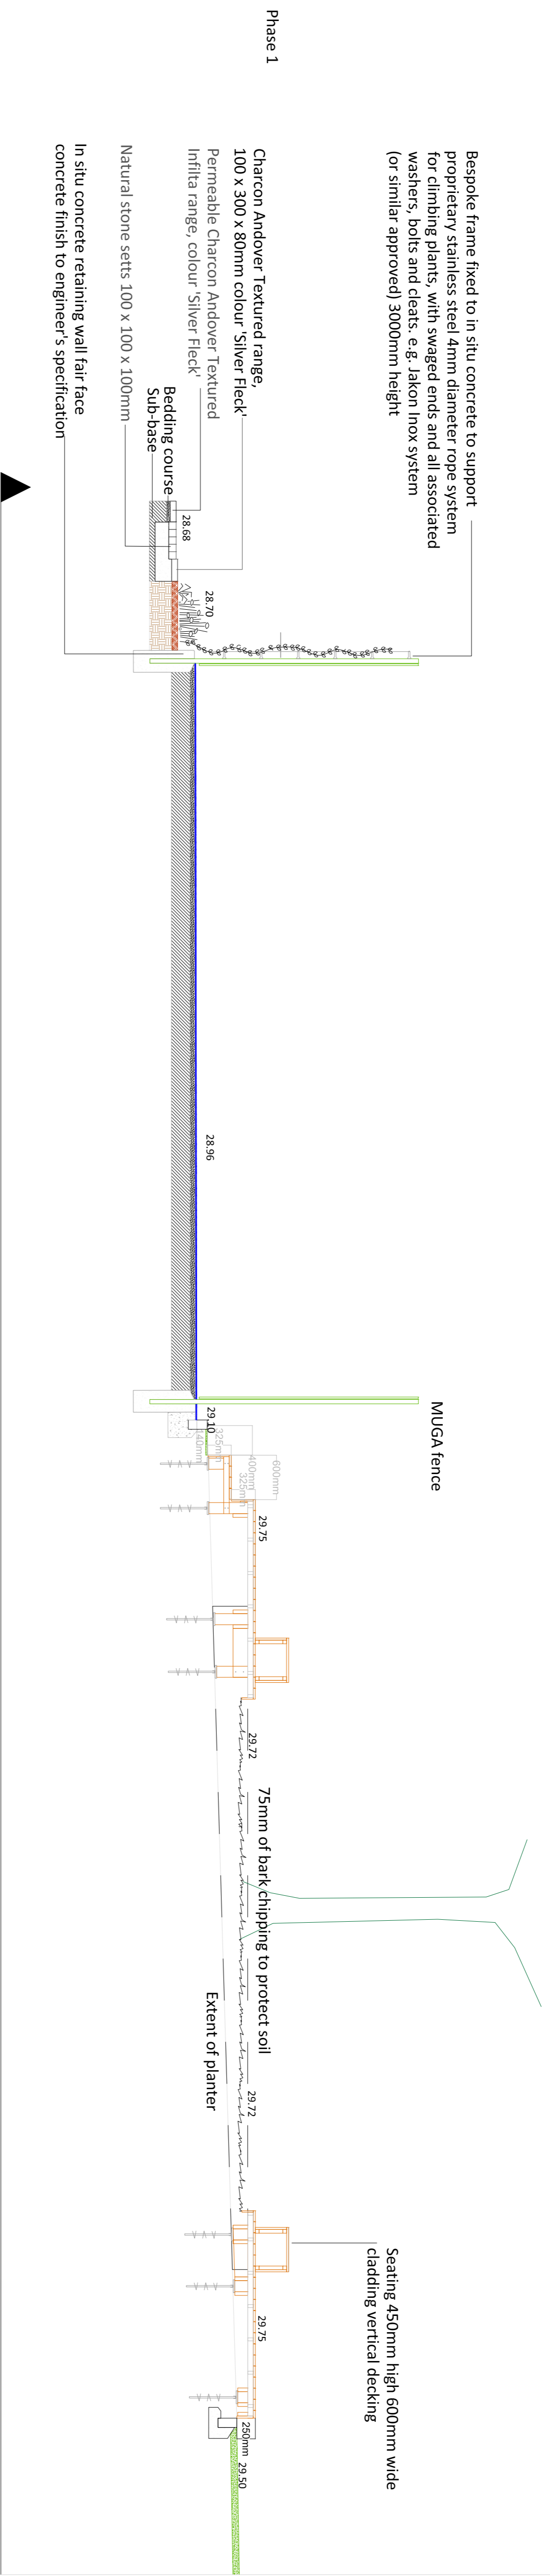 Phase 1
Bespoke frame fixed to in situ concrete to support
proprietary stainless steel 4mm diameter rope system
for climbing plants, with swaged ends and all associated
washers, bolts and cleats. e.g. Jakon Inox system
(or similar approved) 3000mm height
Charcon Andover Textured range,
100 x 300 x 80mm colour 'Silver Fleck'
Permeable Charcon Andover Textured
Infilta range, colour 'Silver Fleck'
Bedding course
Sub-base
Natural stone setts 100 x 100 x 100mm
In situ concrete retaining wall fair face
concrete finish to engineer's specification
28.68
28.70
28.96
MUGA fence
29.10
140mm
325mm
400mm
325mm
600mm
29.75
29.72
75mm of bark chipping to protect soil
Extent of planter
29.72
Seating 450mm high 600mm wide
cladding vertical decking
29.75
250mm
29.50